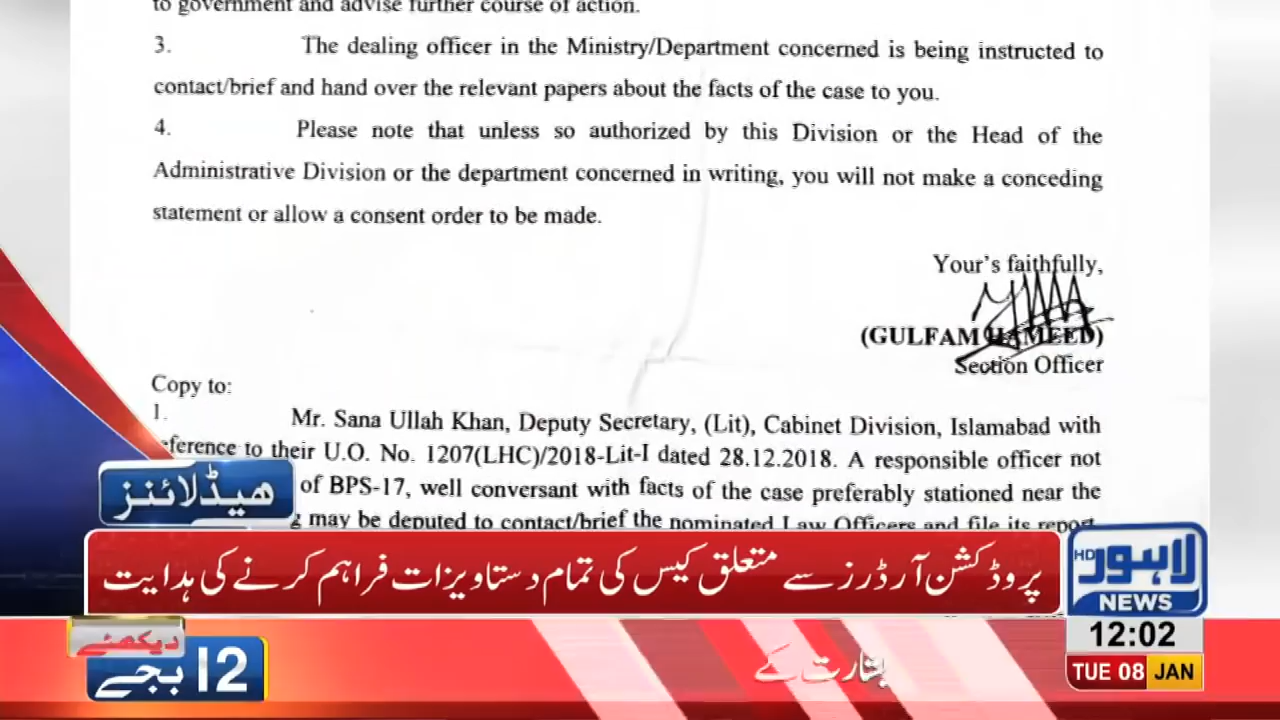 to government and advise further course of action.
3. The dealing officer in the Ministry/Department concerned is being instructed to
contact/brief and hand over the relevant papers about the facts of the case to you.
4. Please note that unless so authorized by this Division or the Head of the
Administrative Division or the department concerned in writing, you will not make a conceding
statement or allow a consent order to be made.
Your's faithfully,
(GULFAM HAMEED)
Section Officer
Copy to:
1. Mr. Sana Ullah Khan, Deputy Secretary, (Lit), Cabinet Division, Islamabad with
eference to their U.O. No. 1207(LHC)/2018-Lit-I dated 28.12.2018. A responsible officer not
of BPS-17, well conversant with facts of the case preferably stationed near the
g may be deputed to contact/brief the nominated Law Officers and file its report
ہیڈلائنز
پروڈکشن آرڈرز سے متعلق کیس کی تمام دستاویزات فراہم کرنے کی ہدایت
HD لاہور
NEWS
12:02
TUE 08 JAN
دیکھئے
12 بجے
کے